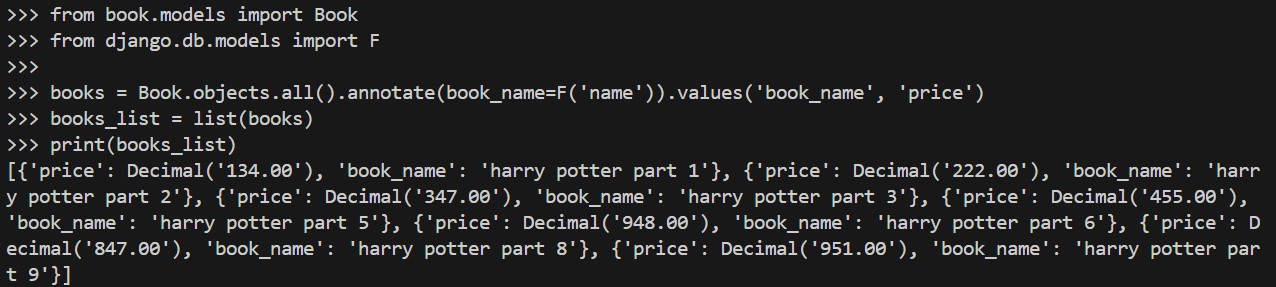 >>> from book.models import Book
>>> from django.db.models import F
>>>
>>> books = Book.objects.all().annotate(book_name=F('name')).values('book_name', 'price')
>>> books_list = list(books)
>>> print(books_list)
[{'price': Decimal('134.00'), 'book_name': 'harry potter part 1'}, {'price': Decimal('222.00'), 'book_name': 'harr
y potter part 2'}, {'price': Decimal('347.00'), 'book_name': 'harry potter part 3'}, {'price': Decimal('455.00'),
'book_name': 'harry potter part 5'}, {'price': Decimal('948.00'), 'book_name': 'harry potter part 6'}, {'price': D
ecimal('847.00'), 'book_name': 'harry potter part 8'}, {'price': Decimal('951.00'), 'book_name': 'harry potter par
t 9'}]